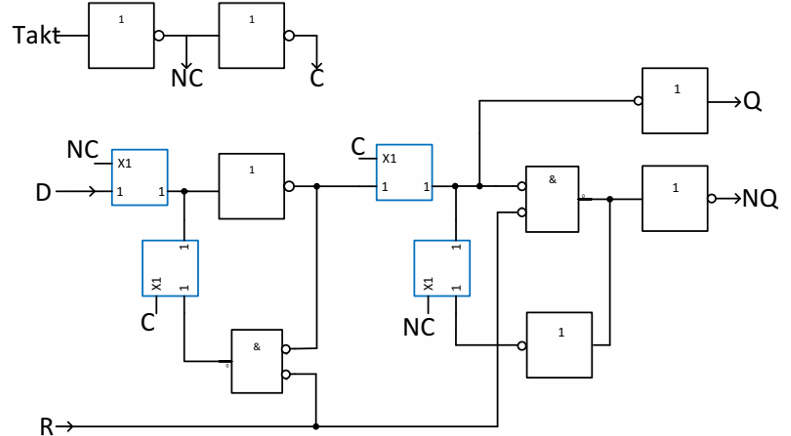 1 1
Takt
NC C
1 Q
NC X1 1 C X1 &
D 1 1 1 1 1 NQ
1 1
X1 1 X1 1 1
C NC
&
R